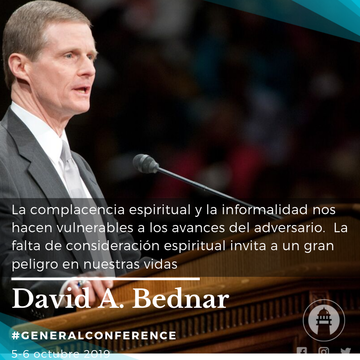 La complacencia espiritual y la informalidad nos
hacen vulnerables a los avances del adversario.  La
falta de consideración espiritual invita a un gran
peligro en nuestras vidas
David A. Bednar
#GENERALCONFERENCE
5-6 octubre 2019